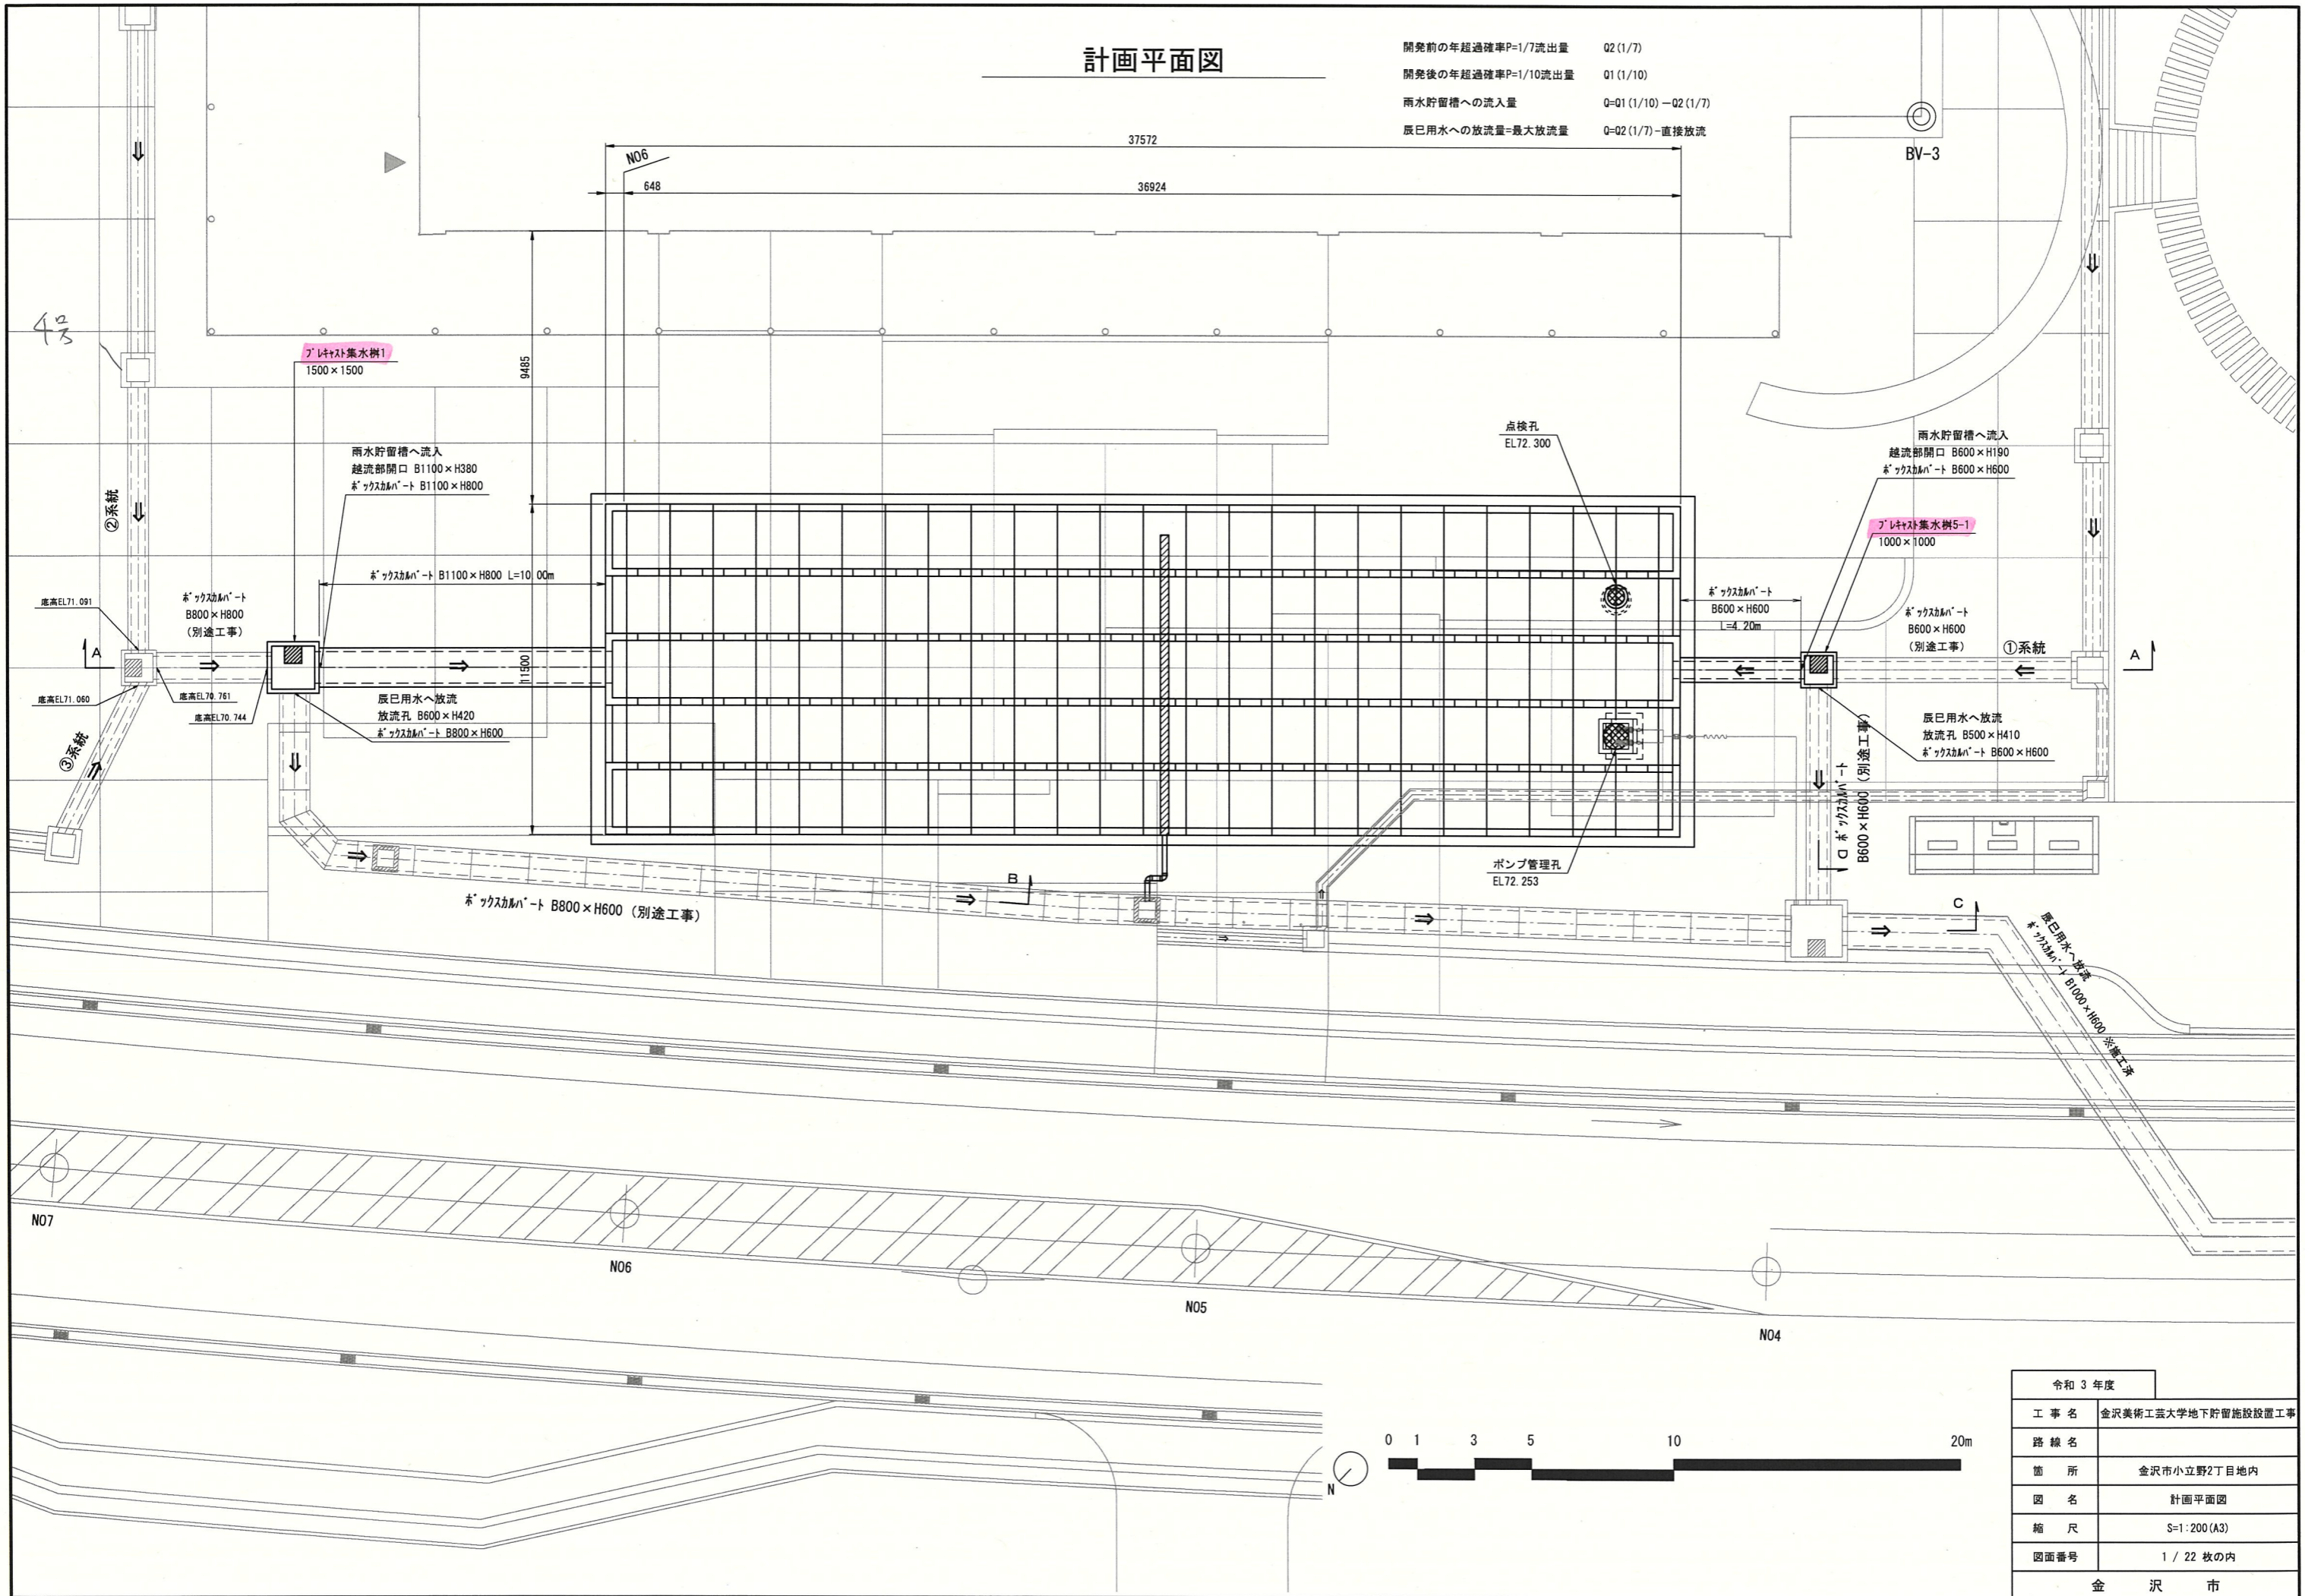 計画平面図
開発前の年超過確率P=1/7流出量 Q2(1/7)
開発後の年超過確率P=1/10流出量 Q1(1/10)
雨水貯留槽への流入量 Q=Q1(1/10)－Q2(1/7)
辰巳用水への放流量=最大放流量 Q=Q2(1/7)-直接放流
BV-3
37572
NO6
648
36924
9485
4号
プレキャスト集水桝1
1500×1500
雨水貯留槽へ流入
越流部開口 B1100×H380
ボックスカルバート B1100×H800
②系統
ボックスカルバート B1100×H800 L=10.00m
ボックスカルバート
B800×H800
(別途工事)
底高EL71.091
A
底高EL71.060
底高EL70.761
底高EL70.744
③系統
辰巳用水へ放流
放流孔 B600×H420
ボックスカルバート B800×H600
11500
点検孔
EL72.300
雨水貯留槽へ流入
越流部開口 B600×H190
ボックスカルバート B600×H600
プレキャスト集水桝5-1
1000×1000
ボックスカルバート
B600×H600
L=4.20m
ボックスカルバート
B600×H600
(別途工事)
①系統
A
辰巳用水へ放流
放流孔 B500×H410
ボックスカルバート B600×H600
ボックスカルバート
B600×H600 (別途工事)
D
ポンプ管理孔
EL72.253
B
ボックスカルバート B800×H600 (別途工事)
C
辰巳用水へ放流
ボックスカルバート B1000×H600 ※施工済
NO7
NO6
NO5
NO4
N
0 1 3 5 10 20m
令和 3 年度
工事名 金沢美術工芸大学地下貯留施設設置工事
路線名
箇所 金沢市小立野2丁目地内
図名 計画平面図
縮尺 S=1:200(A3)
図面番号 1 / 22 枚の内
金沢市